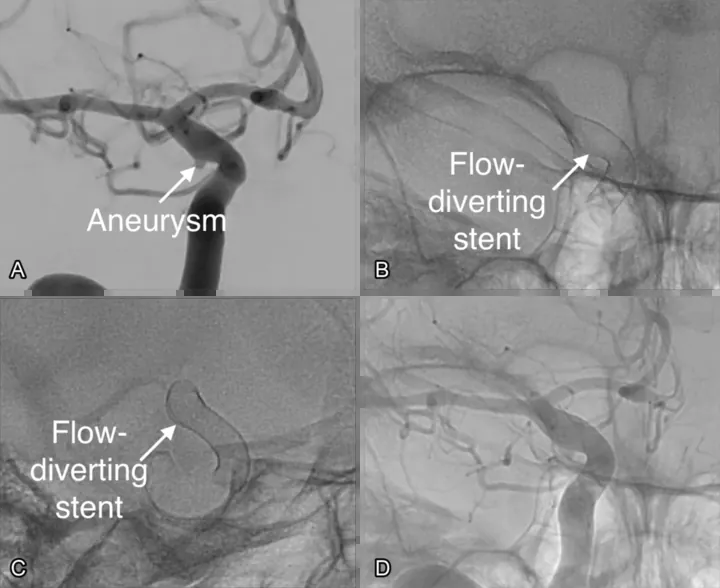 Aneurysm
A
Flow-
diverting
stent
B
Flow-
diverting
stent
C
D